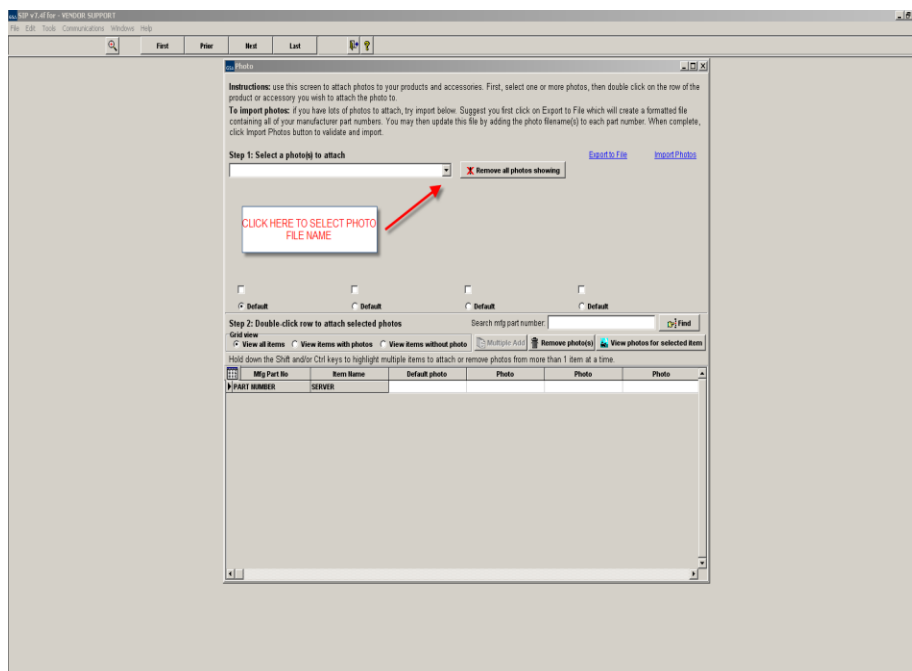 GSA SIP v7.4f for - VENDOR SUPPORT
File Edit Tools Communications Windows Help
First Prior Next Last
GSA Photo
Instructions: use this screen to attach photos to your products and accessories. First, select one or more photos, then double click on the row of the
product or accessory you wish to attach the photo to.
To import photos: if you have lots of photos to attach, try import below. Suggest you first click on Export to File which will create a formatted file
containing all of your manufacturer part numbers. You may then update this file by adding the photo filename(s) to each part number. When complete,
click Import Photos button to validate and import.
Step 1: Select a photo(s) to attach Export to File Import Photos
Remove all photos showing
CLICK HERE TO SELECT PHOTO
FILE NAME
Default Default Default Default
Step 2: Double-click row to attach selected photos Search mfg part number: Find
Grid view
View all items View items with photos View items without photo Multiple Add Remove photo(s) View photos for selected item
Hold down the Shift and/or Ctrl keys to highlight multiple items to attach or remove photos from more than 1 item at a time.
Mfg Part No Item Name Default photo Photo Photo Photo
PART NUMBER SERVER